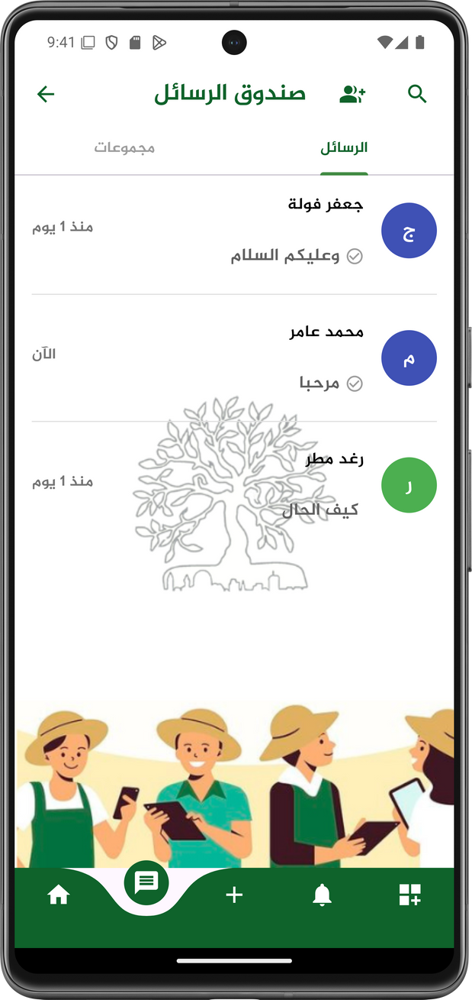 9:41
صندوق الرسائل
الرسائل
مجموعات
ج
جعفر فولة
منذ 1 يوم
وعليكم السلام
م
محمد عامر
الآن
مرحبا
ر
رغد مطر
منذ 1 يوم
كيف الحال